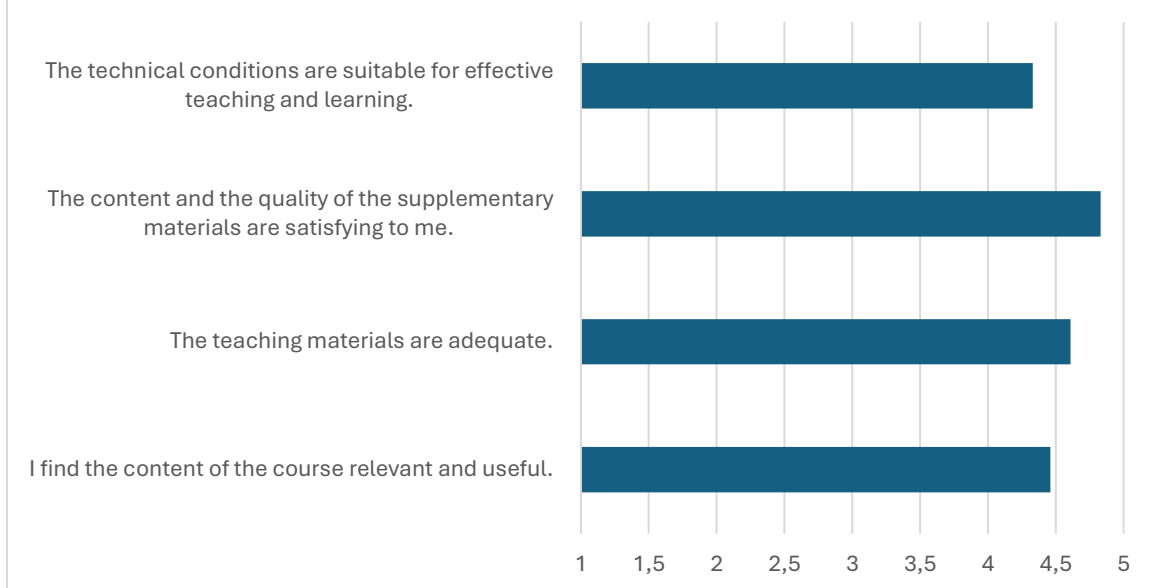 The technical conditions are suitable for effective
teaching and learning.
The content and the quality of the supplementary
materials are satisfying to me.
The teaching materials are adequate.
I find the content of the course relevant and useful.
1 1,5 2 2,5 3 3,5 4 4,5 5